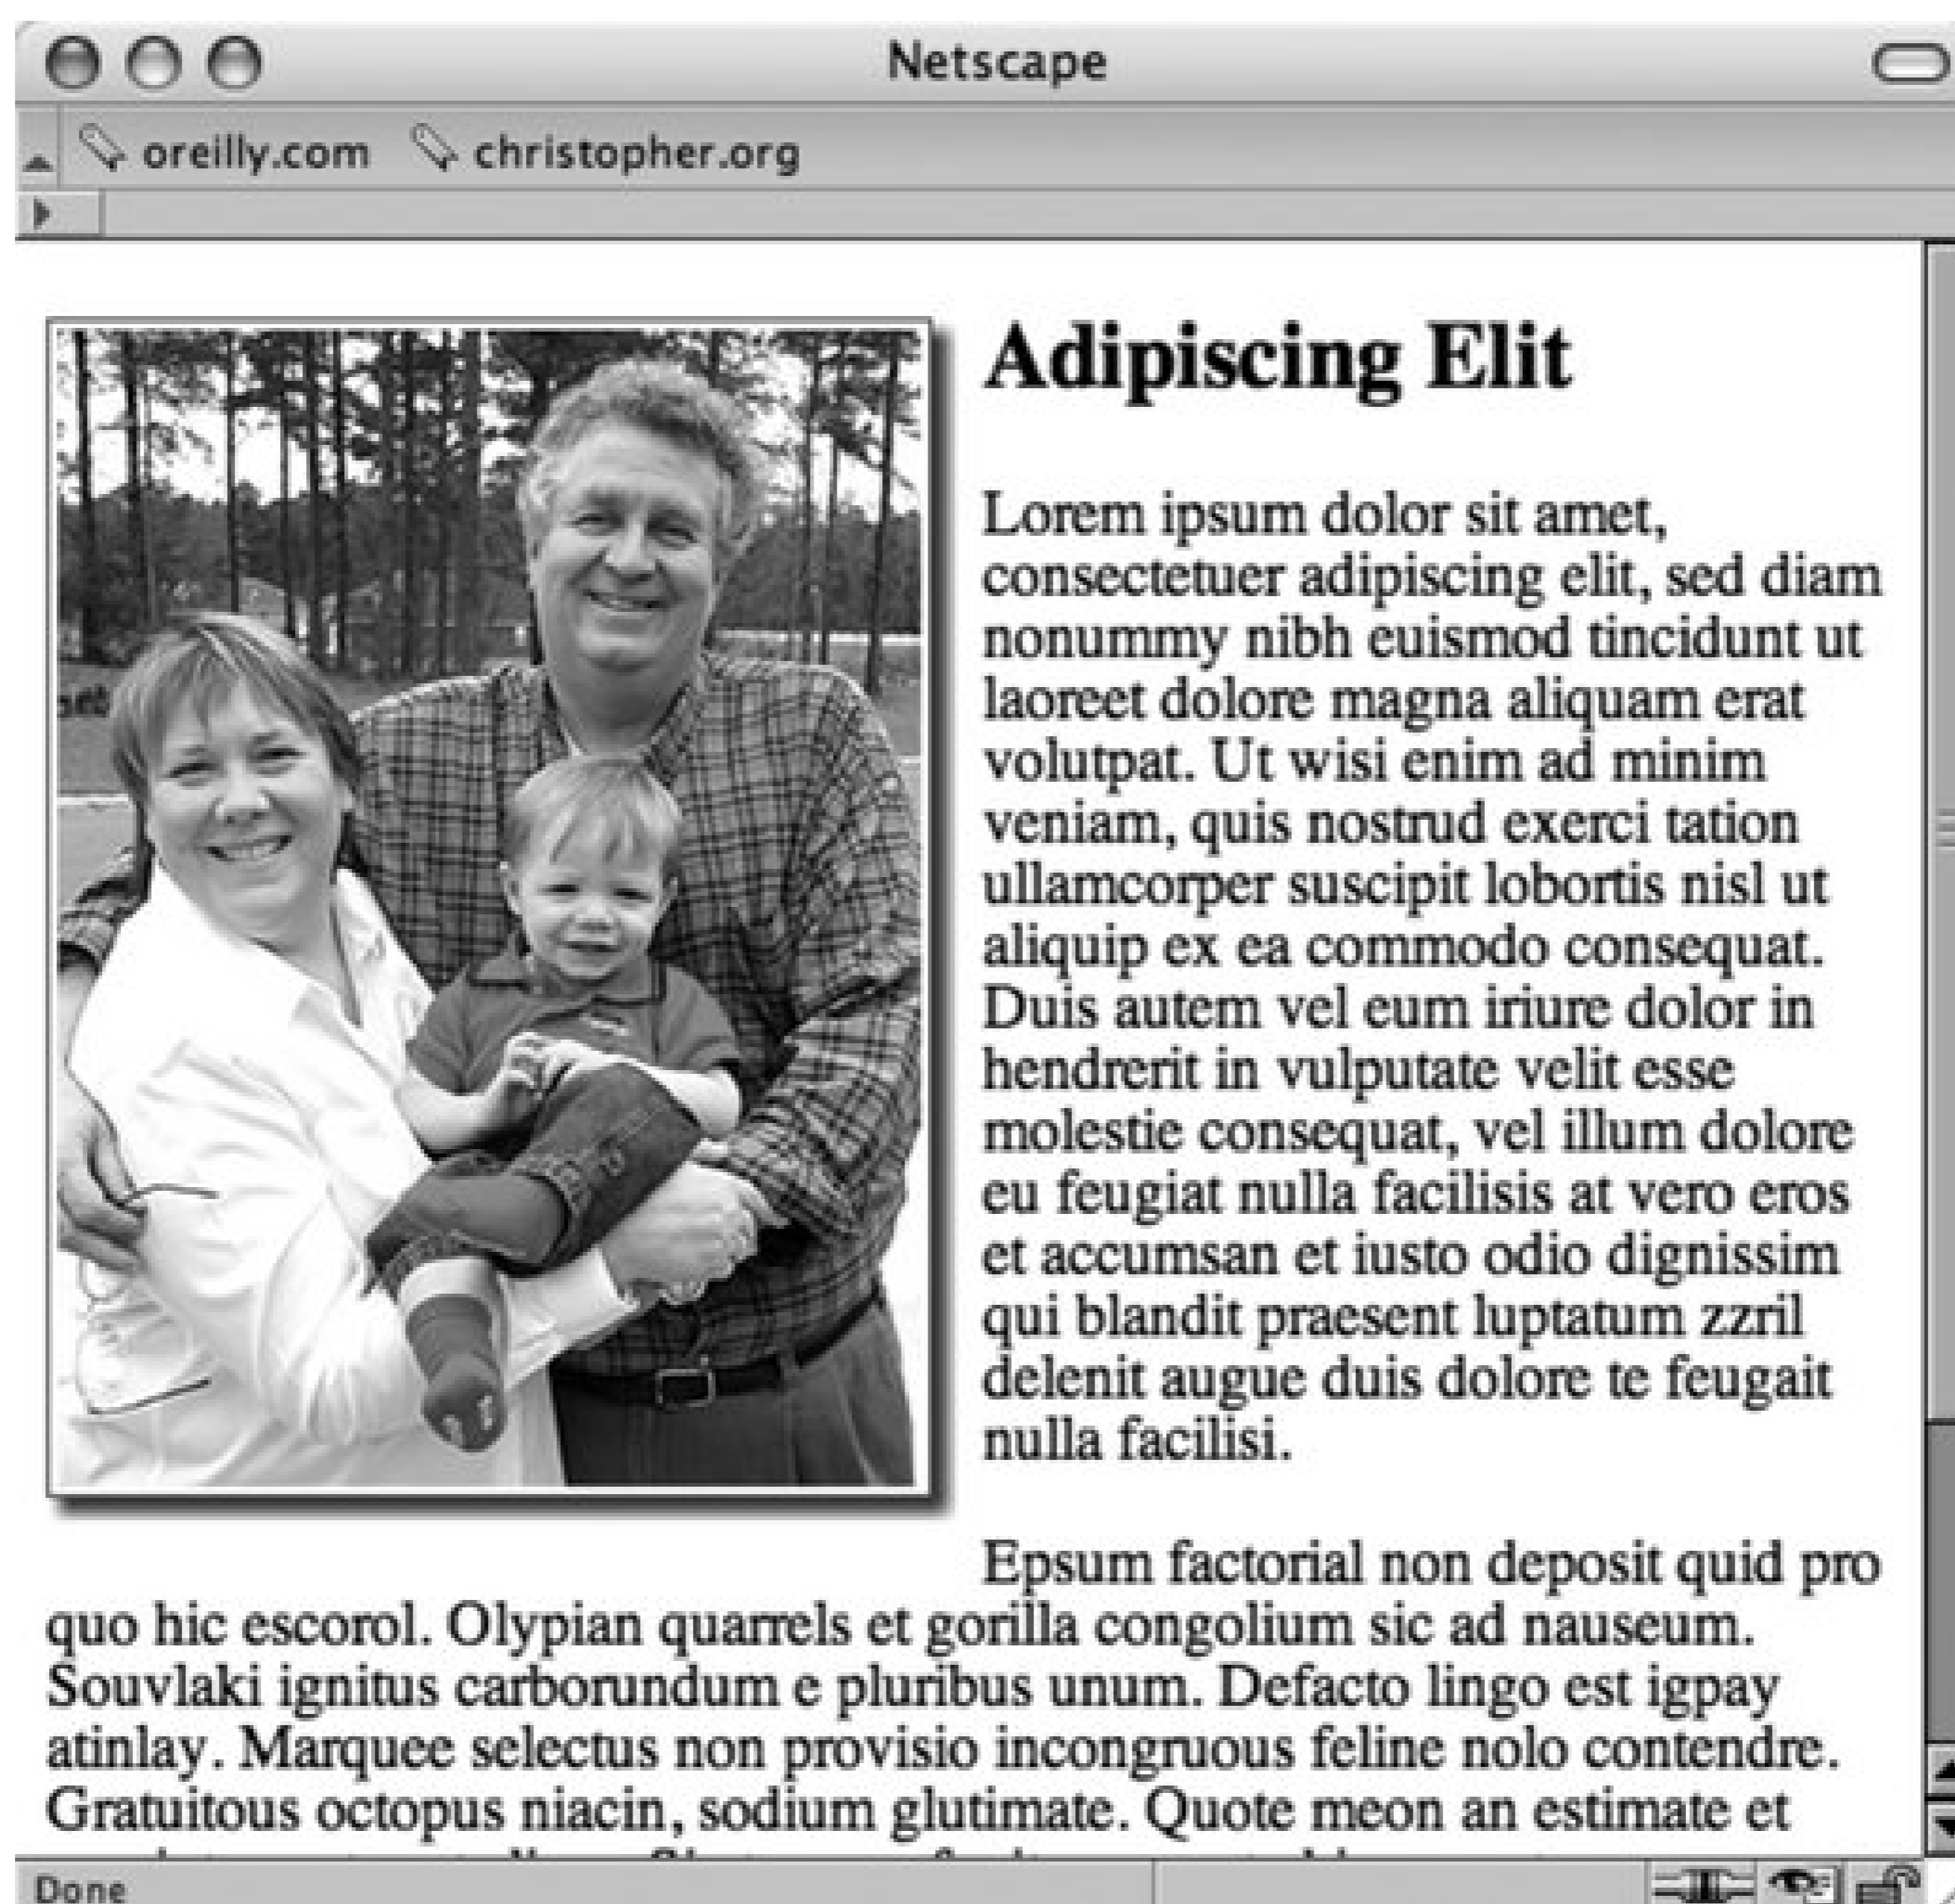 Netscape
oreilly.com christopher.org
Adipiscing Elit
Lorem ipsum dolor sit amet,
consectetuer adipiscing elit, sed diam
nonummy nibh euismod tincidunt ut
laoreet dolore magna aliquam erat
volutpat. Ut wisi enim ad minim
veniam, quis nostrud exerci tation
ullamcorper suscipit lobortis nisl ut
aliquip ex ea commodo consequat.
Duis autem vel eum iriure dolor in
hendrerit in vulputate velit esse
molestie consequat, vel illum dolore
eu feugiat nulla facilisis at vero eros
et accumsan et iusto odio dignissim
qui blandit praesent luptatum zzril
delenit augue duis dolore te feugait
nulla facilisi.
Epsum factorial non deposit quid pro
quo hic escorol. Olypian quarrels et gorilla congolium sic ad nauseum.
Souvlaki ignitus carborundum e pluribus unum. Defacto lingo est igpay
atinlay. Marquee selectus non provisio incongruous feline nolo contendre.
Gratuitous octopus niacin, sodium glutimate. Quote meon an estimate et
Done